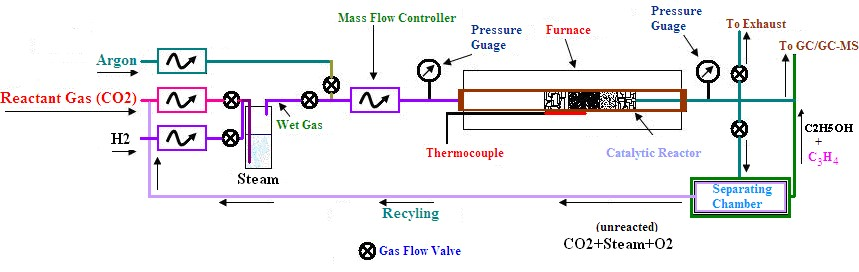 Mass Flow Controller
Pressure
Guage
Furnace
Pressure
Guage
To Exhaust
To GC/GC-MS
Argon
Reactant Gas (CO2)
H2
Wet Gas
Steam
Thermocouple
Catalytic Reactor
C2H5OH
+
C3H4
Separating
Chamber
Recyling
(unreacted)
CO2+Steam+O2
Gas Flow Valve